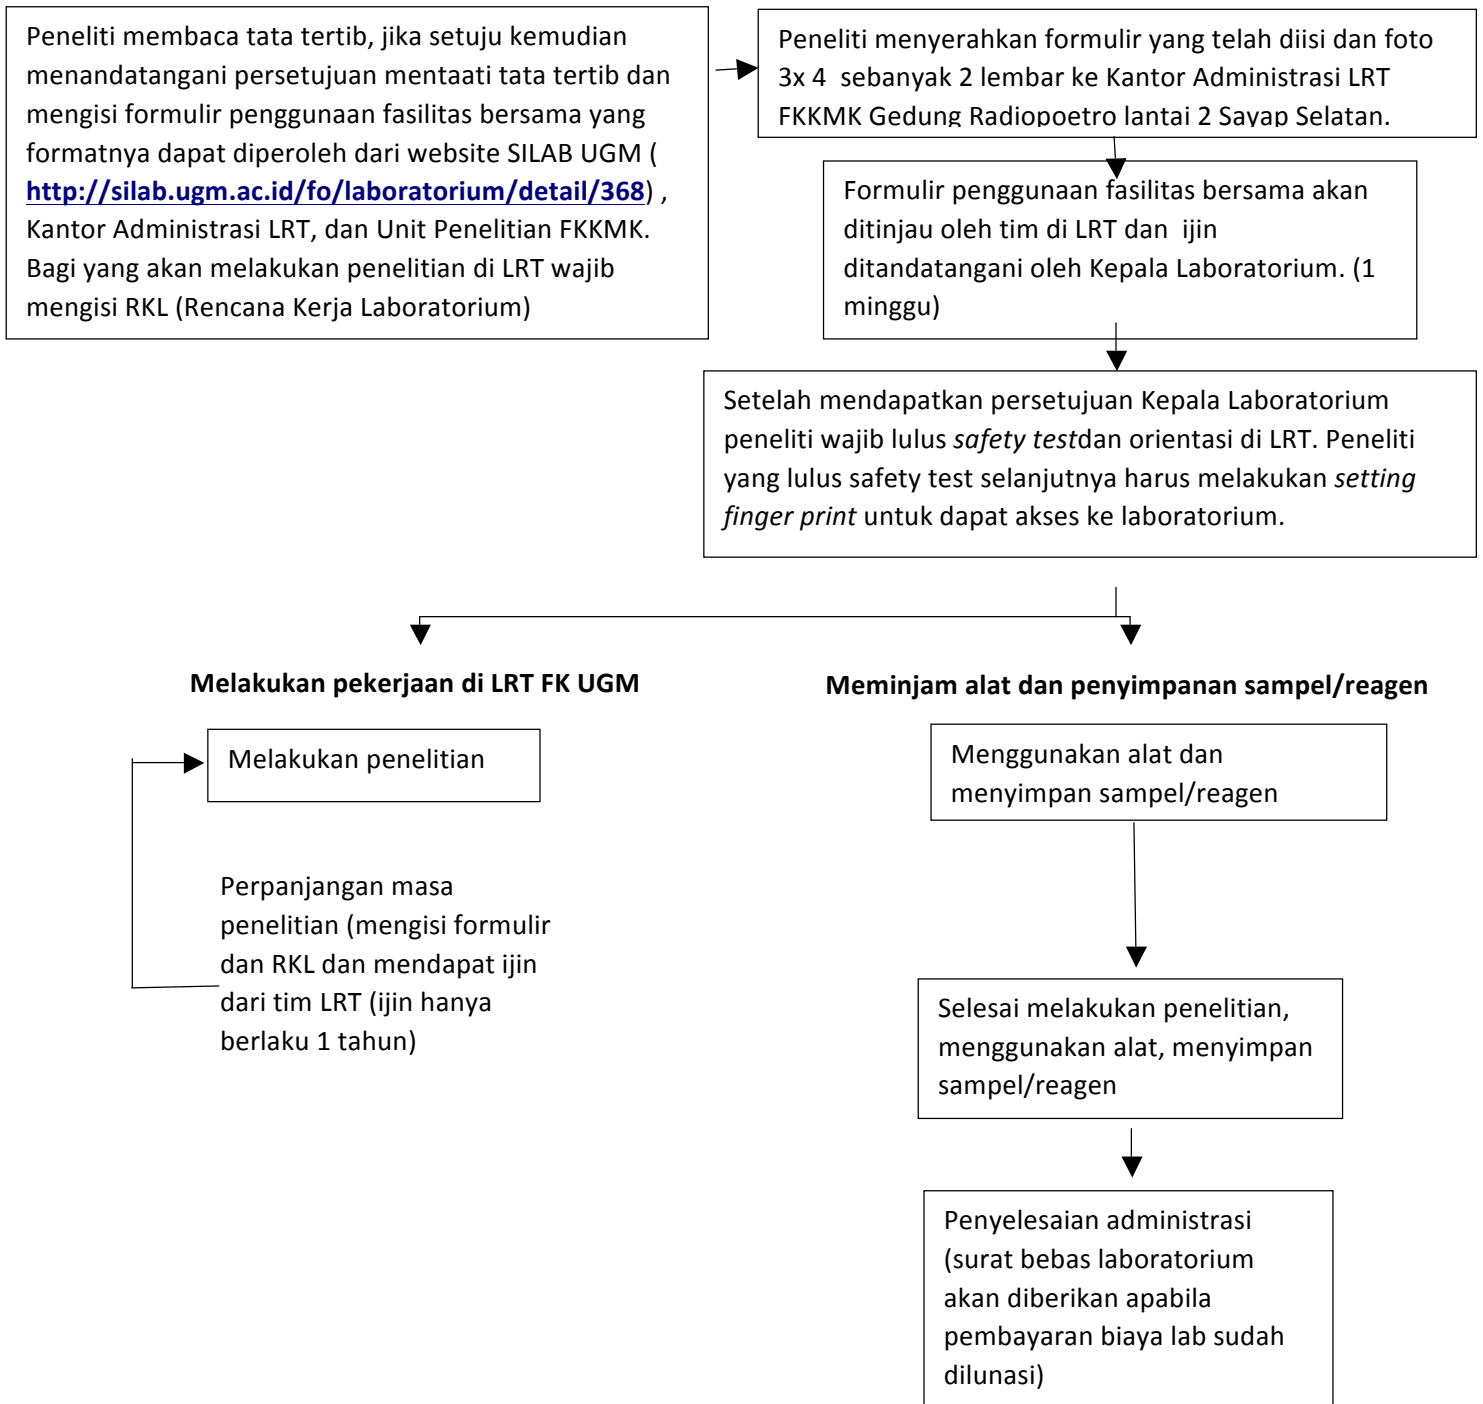 Peneliti membaca tata tertib, jika setuju kemudian
menandatangani persetujuan mentaati tata tertib dan
mengisi formulir penggunaan fasilitas bersama yang
formatnya dapat diperoleh dari website SILAB UGM (
http://silab.ugm.ac.id/fo/laboratorium/detail/368) ,
Kantor Administrasi LRT, dan Unit Penelitian FKKMK.
Bagi yang akan melakukan penelitian di LRT wajib
mengisi RKL (Rencana Kerja Laboratorium)
Peneliti menyerahkan formulir yang telah diisi dan foto
3x 4 sebanyak 2 lembar ke Kantor Administrasi LRT
FKKMK Gedung Radiopoetro lantai 2 Sayap Selatan.
Formulir penggunaan fasilitas bersama akan
ditinjau oleh tim di LRT dan ijin
ditandatangani oleh Kepala Laboratorium. (1
minggu)
Setelah mendapatkan persetujuan Kepala Laboratorium
peneliti wajib lulus safety testdan orientasi di LRT. Peneliti
yang lulus safety test selanjutnya harus melakukan setting
finger print untuk dapat akses ke laboratorium.
Melakukan pekerjaan di LRT FK UGM
Melakukan penelitian
Perpanjangan masa
penelitian (mengisi formulir
dan RKL dan mendapat ijin
dari tim LRT (ijin hanya
berlaku 1 tahun)
Meminjam alat dan penyimpanan sampel/reagen
Menggunakan alat dan
menyimpan sampel/reagen
Selesai melakukan penelitian,
menggunakan alat, menyimpan
sampel/reagen
Penyelesaian administrasi
(surat bebas laboratorium
akan diberikan apabila
pembayaran biaya lab sudah
dilunasi)